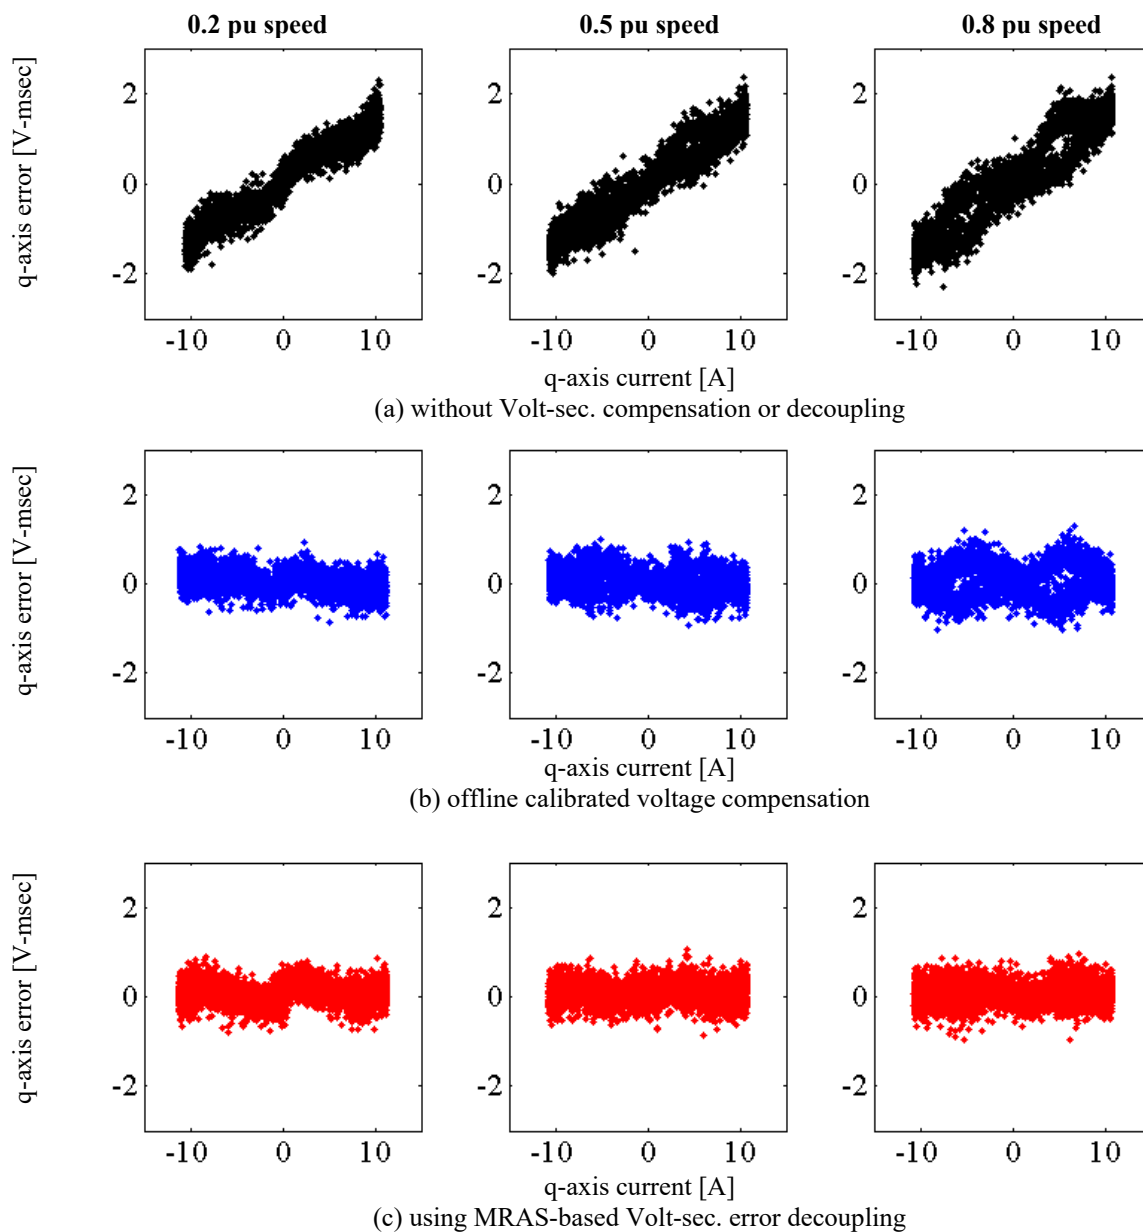 0.2 pu speed 0.5 pu speed 0.8 pu speed
q-axis error [V-msec]
2 2 2
0 0 0
-2 -2 -2
-10 0 10 -10 0 10 -10 0 10
q-axis current [A]
(a) without Volt-sec. compensation or decoupling
q-axis error [V-msec]
2 2 2
0 0 0
-2 -2 -2
-10 0 10 -10 0 10 -10 0 10
q-axis current [A]
(b) offline calibrated voltage compensation
q-axis error [V-msec]
2 2 2
0 0 0
-2 -2 -2
-10 0 10 -10 0 10 -10 0 10
q-axis current [A]
(c) using MRAS-based Volt-sec. error decoupling